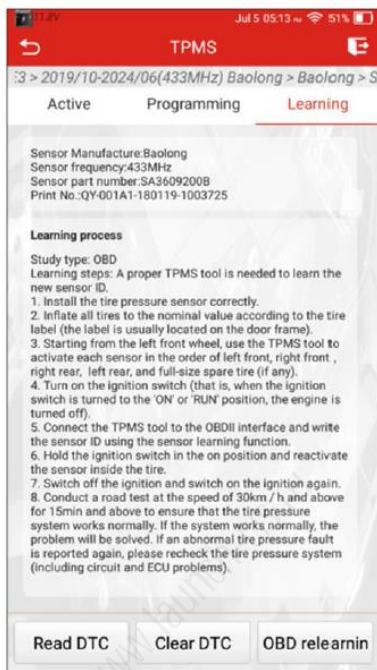 11.8V
Jul 5 05:13 51%
TPMS
3 > 2019/10-2024/06(433MHz) Baolong > Baolong > S
Active Programming Learning
Sensor Manufacture:Baolong
Sensor frequency:433MHz
Sensor part number:SA3609200B
Print No.:QY-001A1-180119-1003725
Learning process
Study type: OBD
Learning steps: A proper TPMS tool is needed to learn the
new sensor ID.
1. Install the tire pressure sensor correctly.
2. Inflate all tires to the nominal value according to the tire
label (the label is usually located on the door frame).
3. Starting from the left front wheel, use the TPMS tool to
activate each sensor in the order of left front, right front ,
right rear, left rear, and full-size spare tire (if any).
4. Turn on the ignition switch (that is, when the ignition
switch is turned to the 'ON' or 'RUN' position, the engine is
turned off).
5. Connect the TPMS tool to the OBDII interface and write
the sensor ID using the sensor learning function.
6. Hold the ignition switch in the on position and reactivate
the sensor inside the tire.
7. Switch off the ignition and switch on the ignition again.
8. Conduct a road test at the speed of 30km / h and above
for 15min and above to ensure that the tire pressure
system works normally. If the system works normally, the
problem will be solved. If an abnormal tire pressure fault
is reported again, please recheck the tire pressure system
(including circuit and ECU problems).
Read DTC Clear DTC OBD relearnin